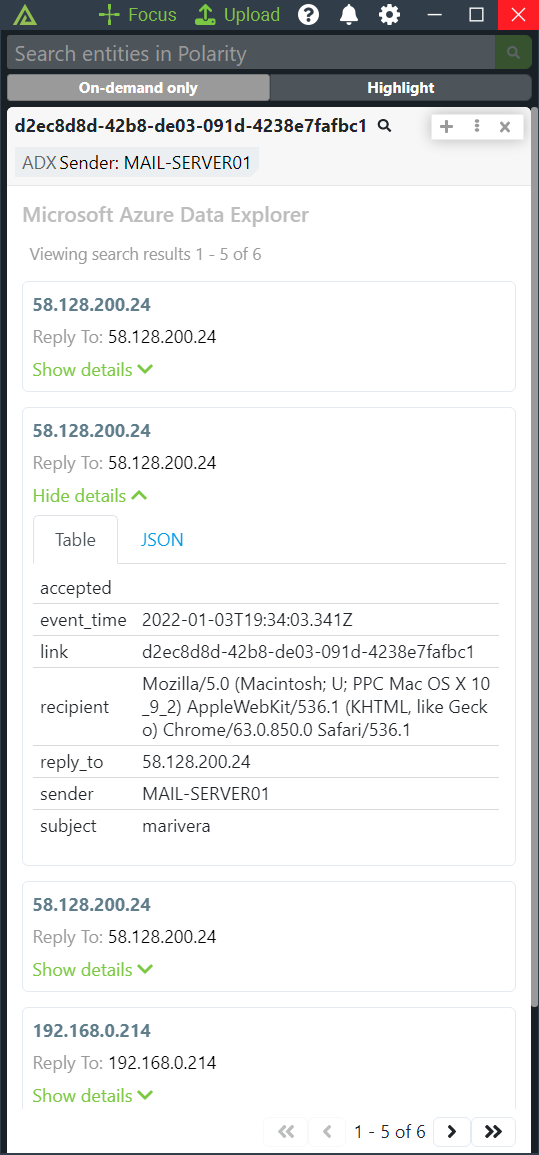 Focus Upload
Search entities in Polarity
On-demand only Highlight
d2ec8d8d-42b8-de03-091d-4238e7fafbc1
ADX Sender: MAIL-SERVER01
Microsoft Azure Data Explorer
Viewing search results 1 - 5 of 6
58.128.200.24
Reply To: 58.128.200.24
Show details
58.128.200.24
Reply To: 58.128.200.24
Hide details
Table JSON
accepted
event_time 2022-01-03T19:34:03.341Z
link d2ec8d8d-42b8-de03-091d-4238e7fafbc1
recipient Mozilla/5.0 (Macintosh; U; PPC Mac OS X 10
_9_2) AppleWebKit/536.1 (KHTML, like Geck
o) Chrome/63.0.850.0 Safari/536.1
reply_to 58.128.200.24
sender MAIL-SERVER01
subject marivera
58.128.200.24
Reply To: 58.128.200.24
Show details
192.168.0.214
Reply To: 192.168.0.214
Show details
1 - 5 of 6